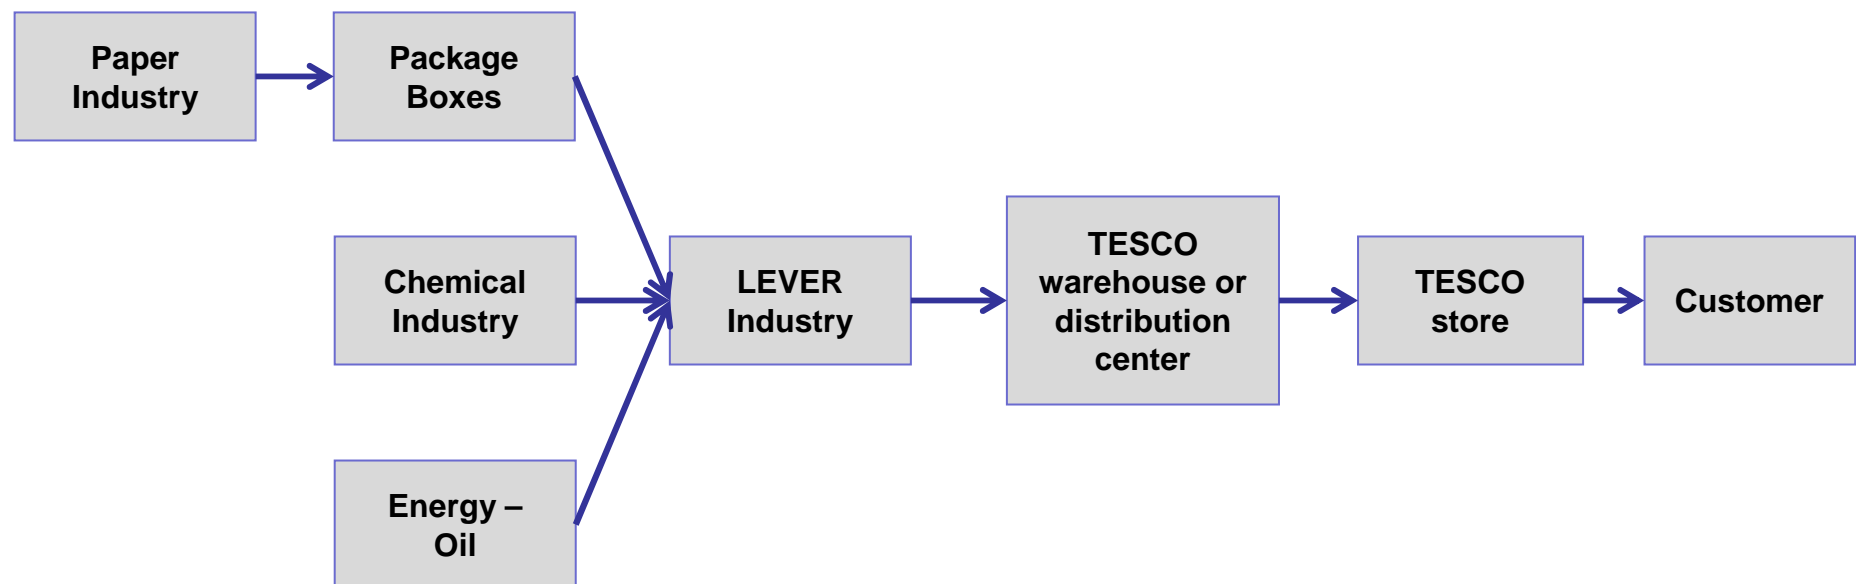 Paper
Industry
Package
Boxes
Chemical
Industry
LEVER
Industry
TESCO
warehouse or
distribution
center
TESCO
store
Customer
Energy –
Oil